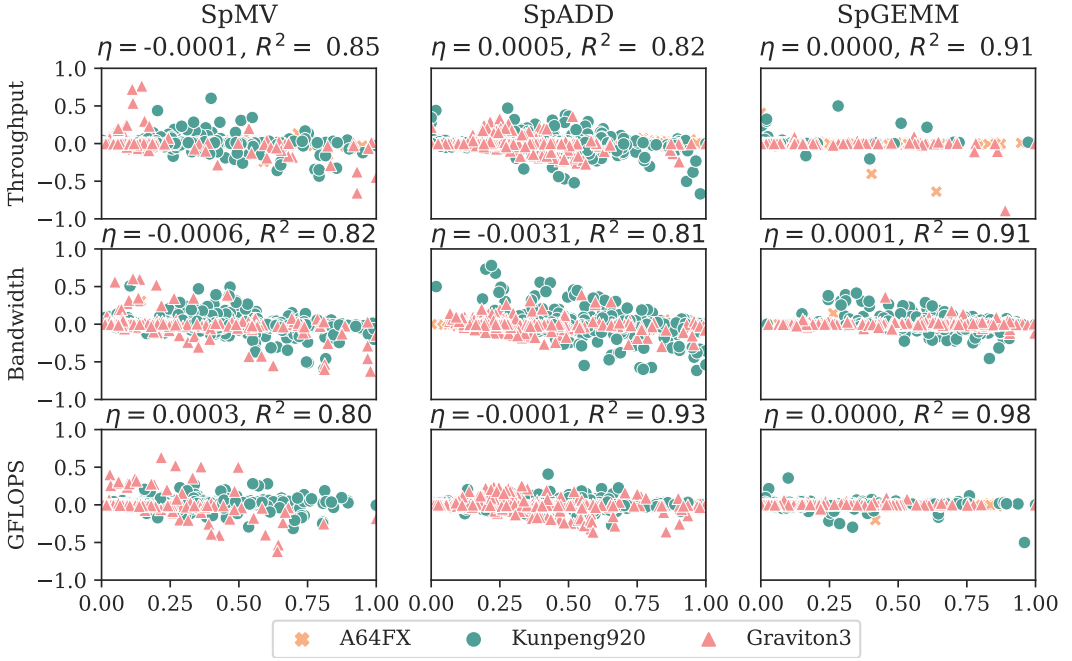 SpMV SpADD SpGEMM
η = -0.0001, R² = 0.85 η = 0.0005, R² = 0.82 η = 0.0000, R² = 0.91
Throughput
1.0
0.5
0.0
−0.5
−1.0
η = -0.0006, R² = 0.82 η = -0.0031, R² = 0.81 η = 0.0001, R² = 0.91
Bandwidth
1.0
0.5
0.0
−0.5
−1.0
η = 0.0003, R² = 0.80 η = -0.0001, R² = 0.93 η = 0.0000, R² = 0.98
GFLOPS
1.0
0.5
0.0
−0.5
−1.0
0.00 0.25 0.50 0.75 1.00 0.00 0.25 0.50 0.75 1.00 0.00 0.25 0.50 0.75 1.00
A64FX Kunpeng920 Graviton3